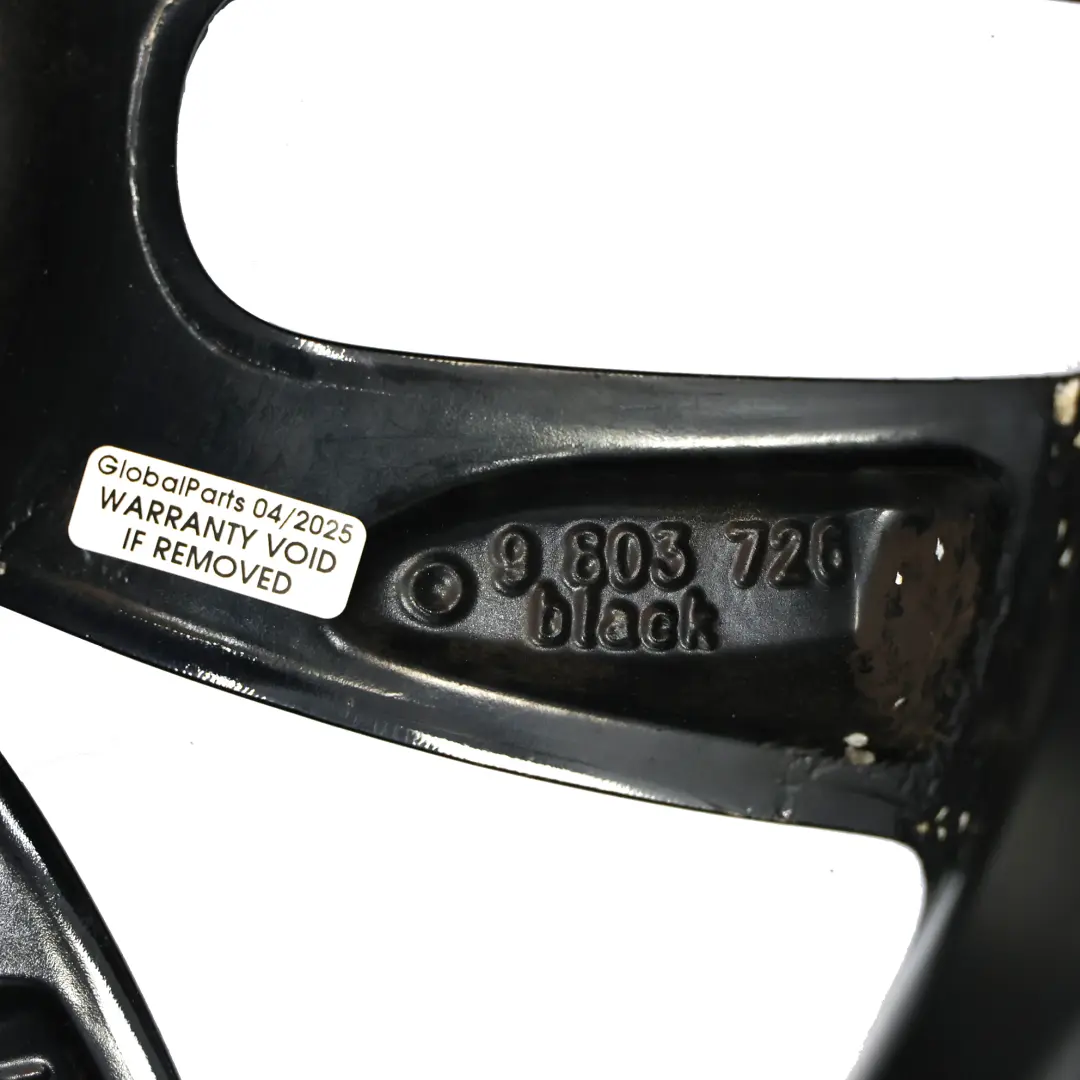 GlobalParts 04/2025
WARRANTY VOID
IF REMOVED
9 803 726
black